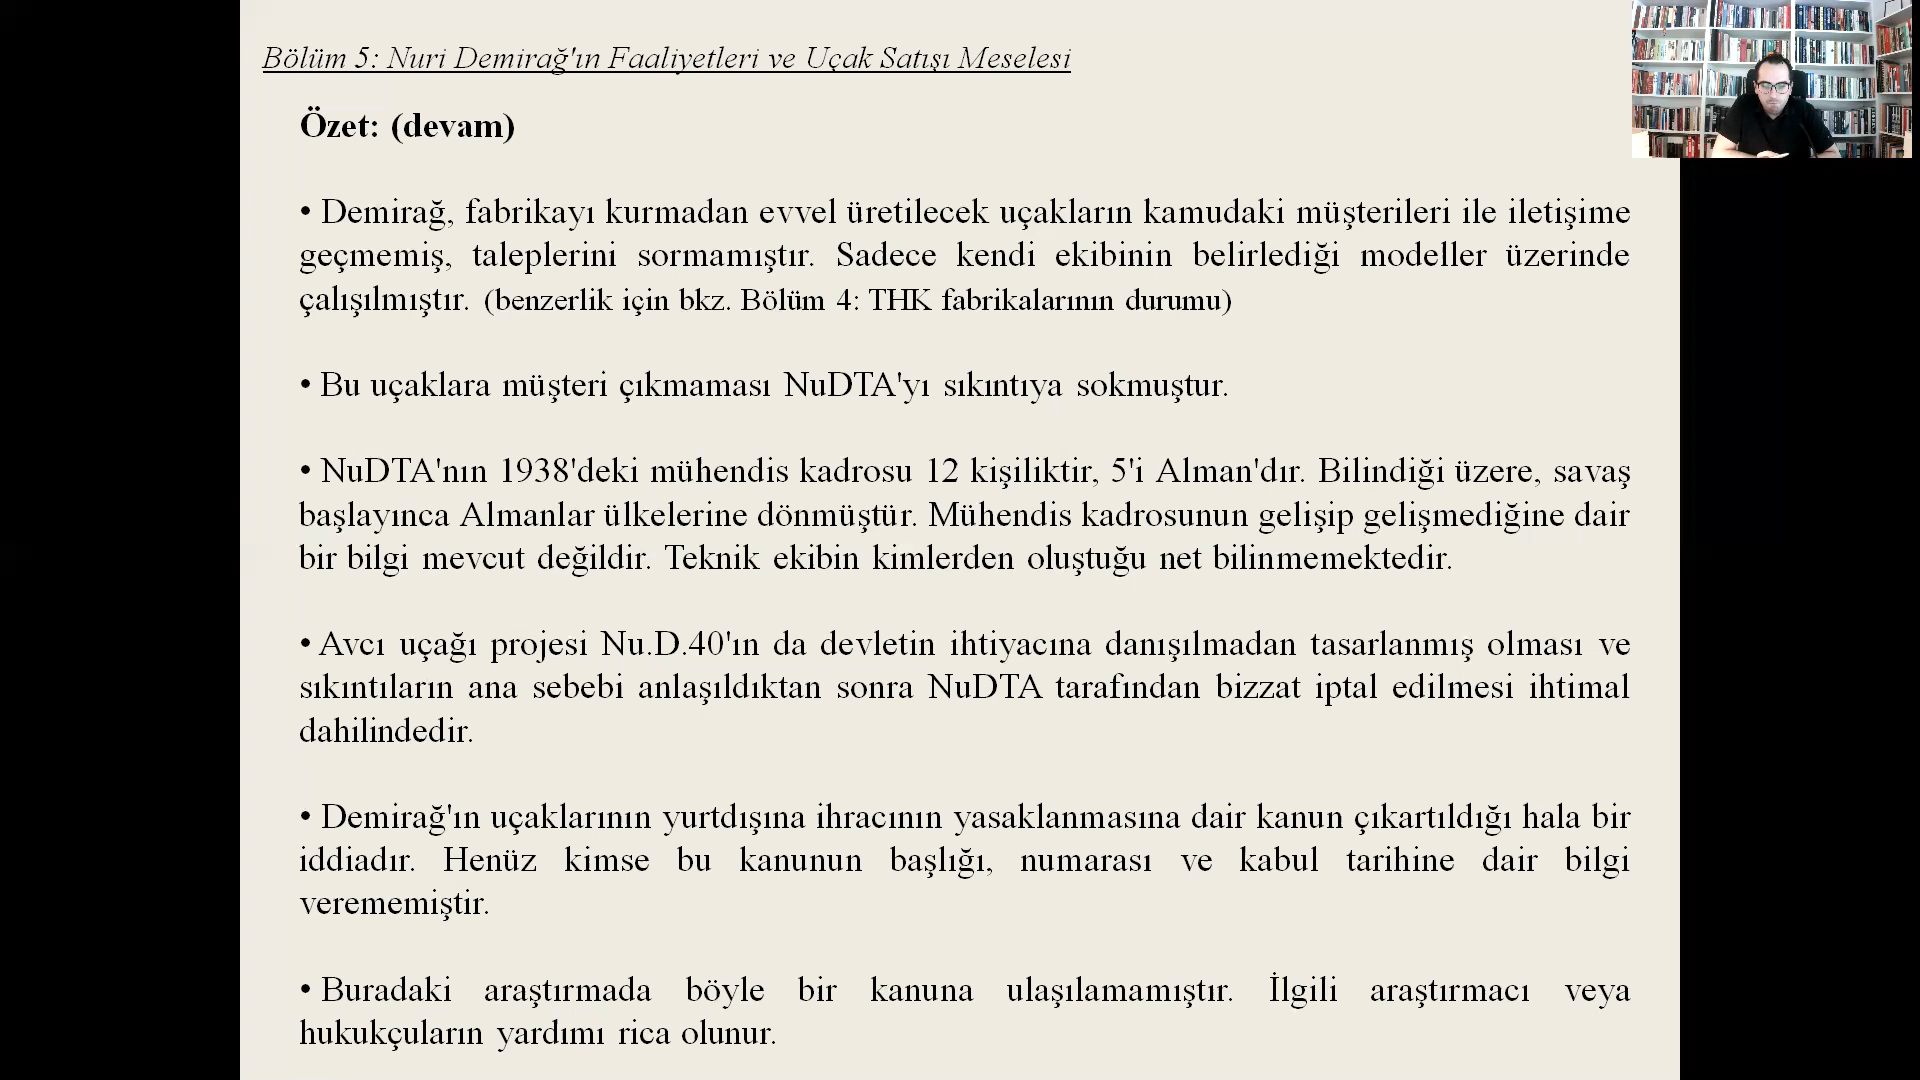 Bölüm 5: Nuri Demirağ'ın Faaliyetleri ve Uçak Satışı Meselesi
Özet: (devam)
• Demirağ, fabrikayı kurmadan evvel üretilecek uçakların kamudaki müşterileri ile iletişime
geçmemiş, taleplerini sormamıştır. Sadece kendi ekibinin belirlediği modeller üzerinde
çalışılmıştır. (benzerlik için bkz. Bölüm 4: THK fabrikalarının durumu)
• Bu uçaklara müşteri çıkmaması NuDTA'yı sıkıntıya sokmuştur.
• NuDTA'nın 1938'deki mühendis kadrosu 12 kişiliktir, 5'i Alman'dır. Bilindiği üzere, savaş
başlayınca Almanlar ülkelerine dönmüştür. Mühendis kadrosunun gelişip gelişmediğine dair
bir bilgi mevcut değildir. Teknik ekibin kimlerden oluştuğu net bilinmemektedir.
• Avcı uçağı projesi Nu.D.40'ın da devletin ihtiyacına danışılmadan tasarlanmış olması ve
sıkıntıların ana sebebi anlaşıldıktan sonra NuDTA tarafından bizzat iptal edilmesi ihtimal
dahilindedir.
• Demirağ'ın uçaklarının yurtdışına ihracının yasaklanmasına dair kanun çıkartıldığı hala bir
iddiadır. Henüz kimse bu kanunun başlığı, numarası ve kabul tarihine dair bilgi
verememiştir.
• Buradaki araştırmada böyle bir kanuna ulaşılamamıştır. İlgili araştırmacı veya
hukukçuların yardımı rica olunur.